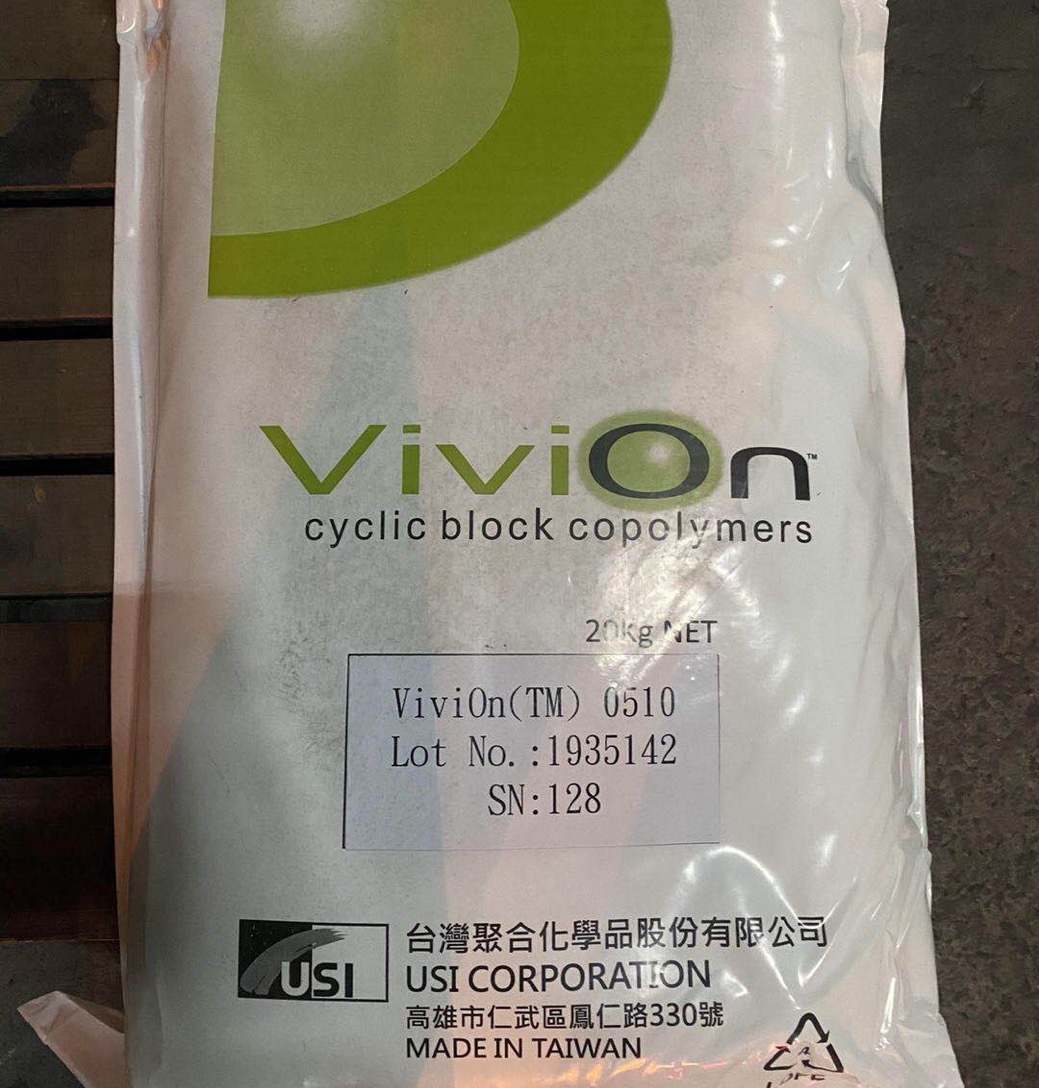 ViviOn™
cyclic block copolymers
20kg NET
ViviOn(TM) 0510
Lot No.:1935142
SN:128
USI
台灣聚合化學品股份有限公司
USI CORPORATION
高雄市仁武區鳳仁路330號
MADE IN TAIWAN
4
LDPE